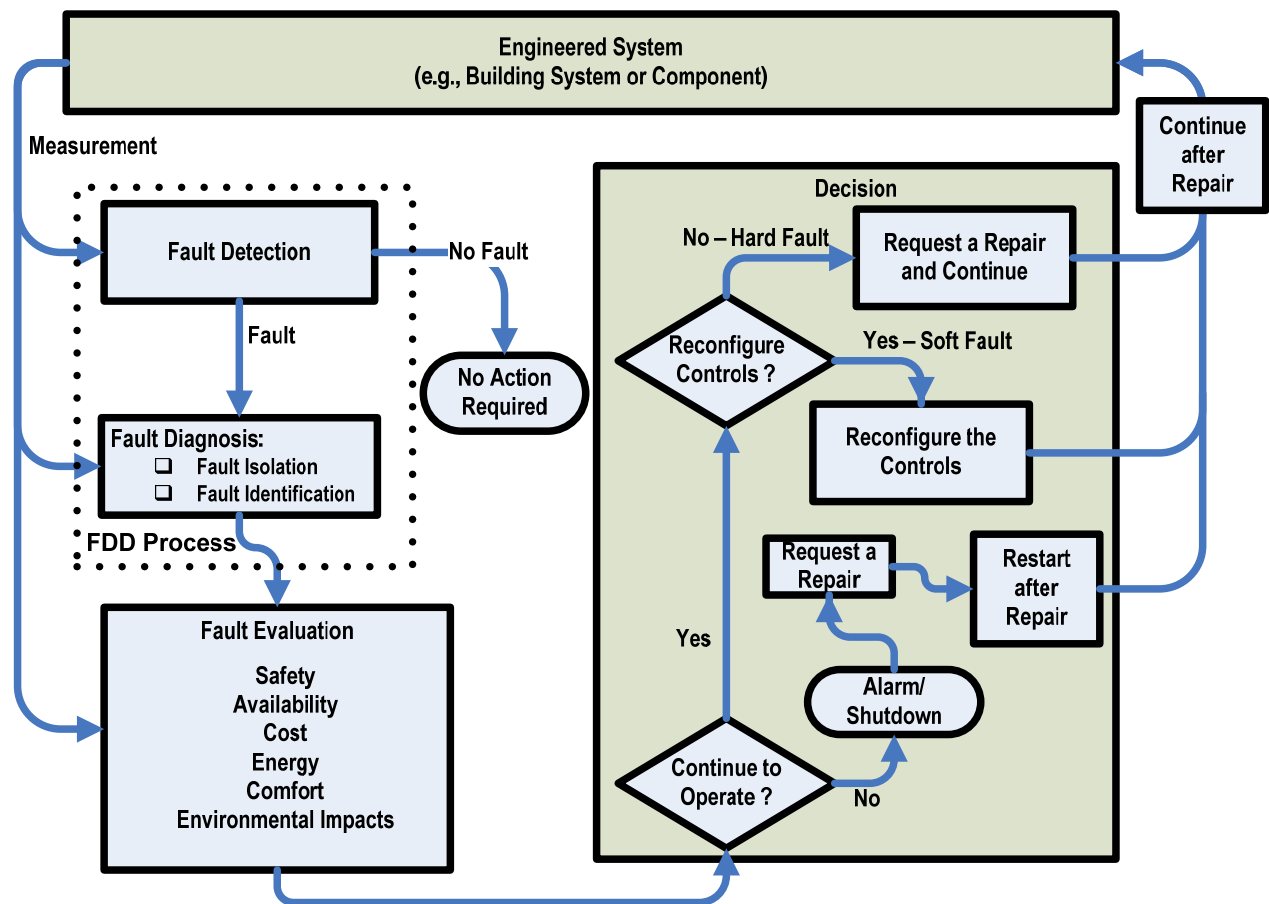 Engineered System
(e.g., Building System or Component)
Measurement
Fault Detection
No Fault
Fault
No Action
Required
Fault Diagnosis:
❑ Fault Isolation
❑ Fault Identification
FDD Process
Fault Evaluation
Safety
Availability
Cost
Energy
Comfort
Environmental Impacts
Decision
No – Hard Fault
Request a Repair
and Continue
Reconfigure
Controls ?
Yes – Soft Fault
Reconfigure the
Controls
Request a
Repair
Restart
after
Repair
Yes
Alarm/
Shutdown
Continue to
Operate ?
No
Continue
after
Repair